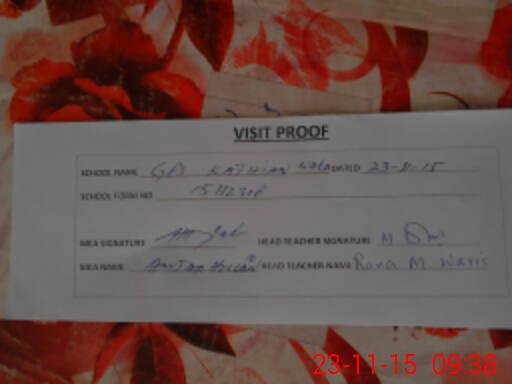 VISIT PROOF
SCHOOL NAME GPS KATHIAN WALA DATED 23-11-15
SCHOOL FORM NO
MEA SIGNATURE HEAD TEACHER SIGNATURE
MEA NAME HEAD TEACHER NAME Rana M. Waris
23-11-15 09:38